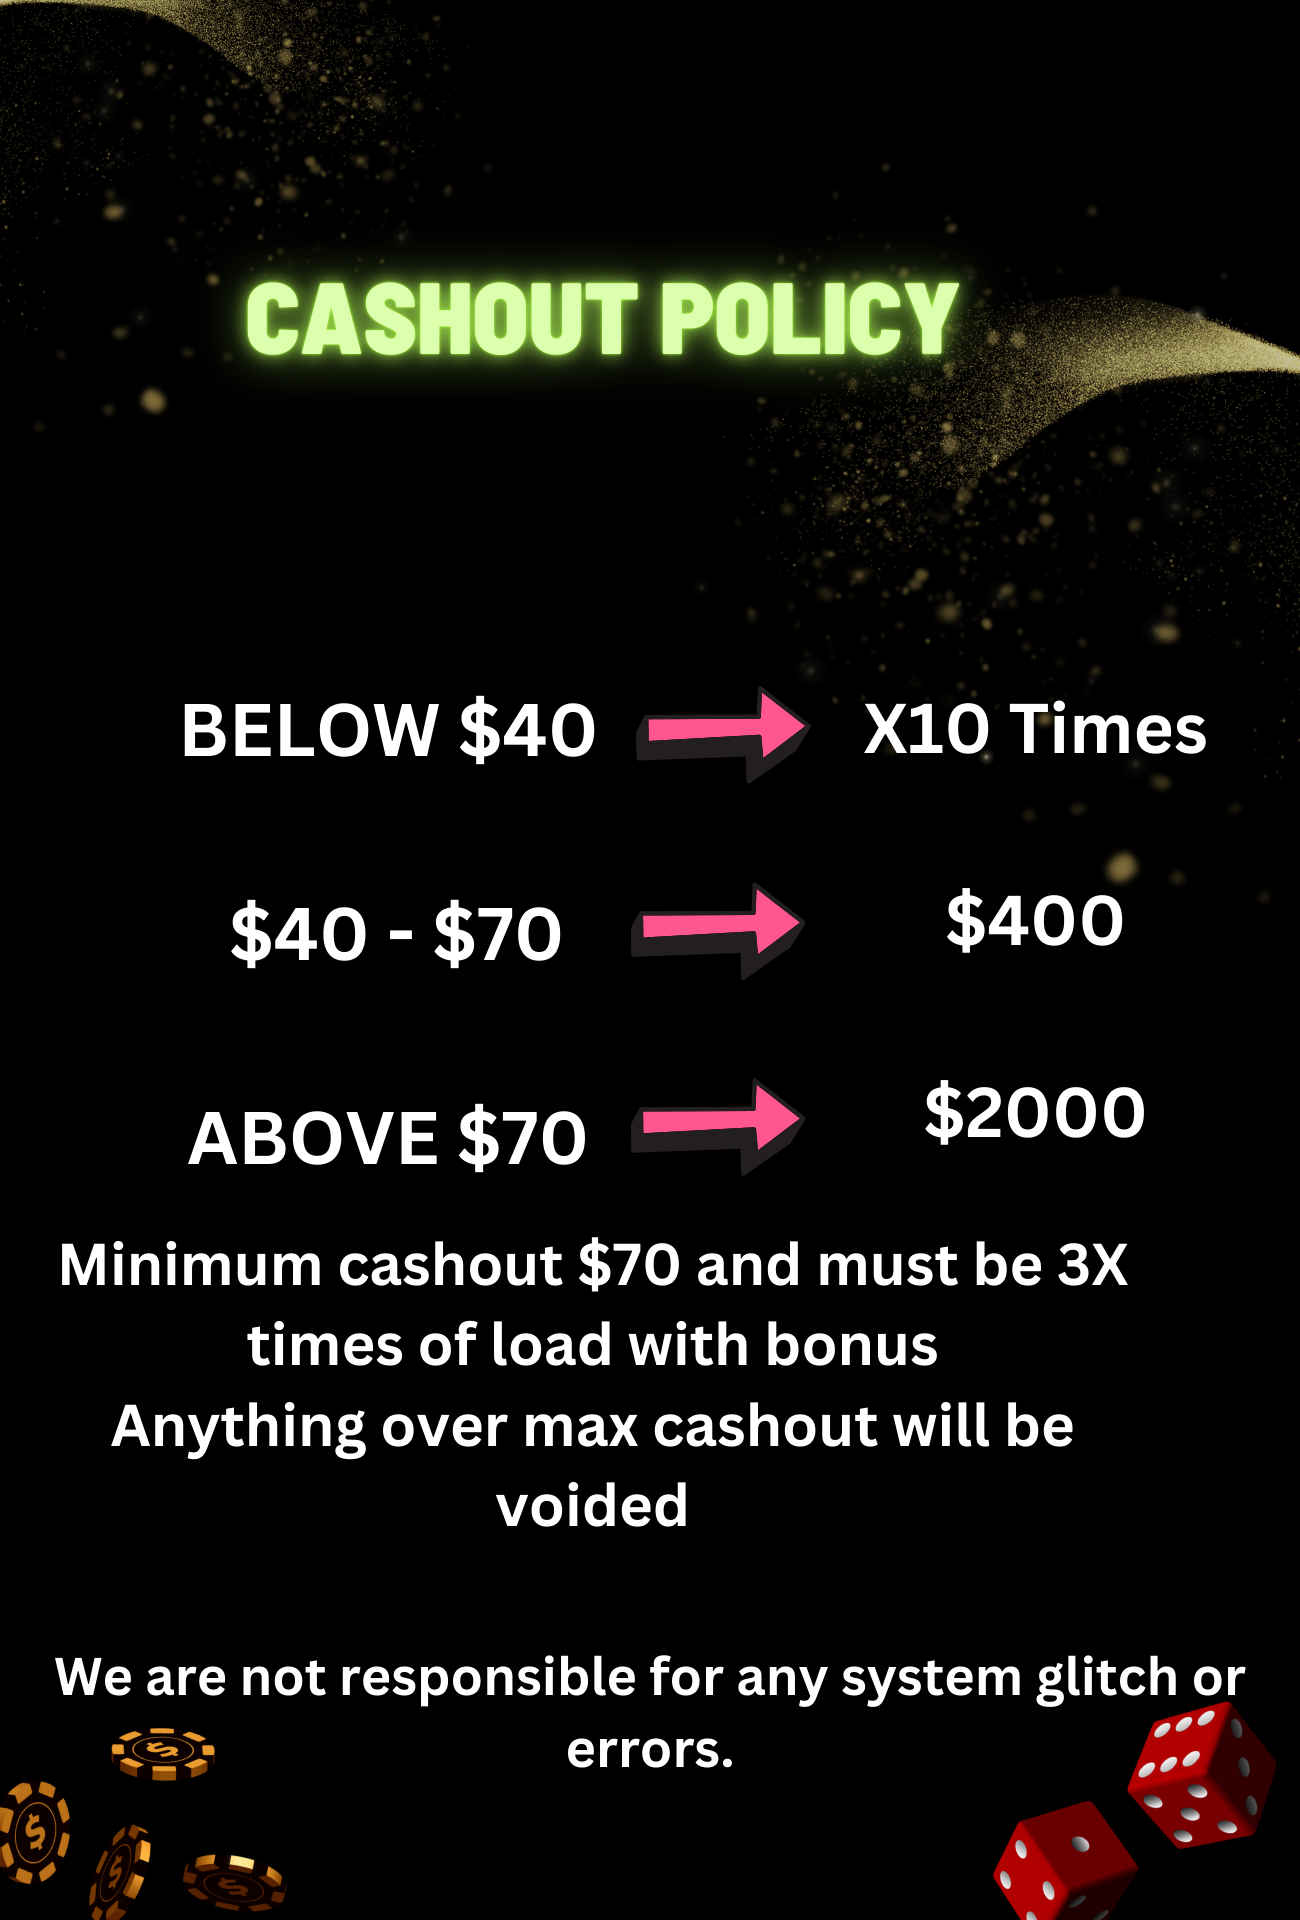 CASHOUT POLICY
BELOW $40 X10 Times
$40 - $70 $400
ABOVE $70 $2000
Minimum cashout $70 and must be 3X
times of load with bonus
Anything over max cashout will be
voided
We are not responsible for any system glitch or
errors.
$
$
$
$